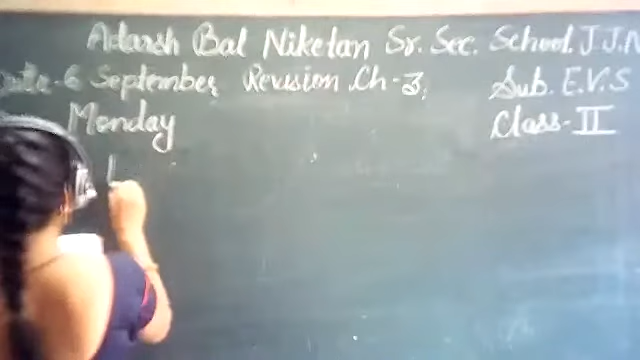 Adarsh Bal Niketan Sr. Sec. School. J.J.N
Date-6 September Revision Ch-3. Sub. E.V.S
Monday Class-II